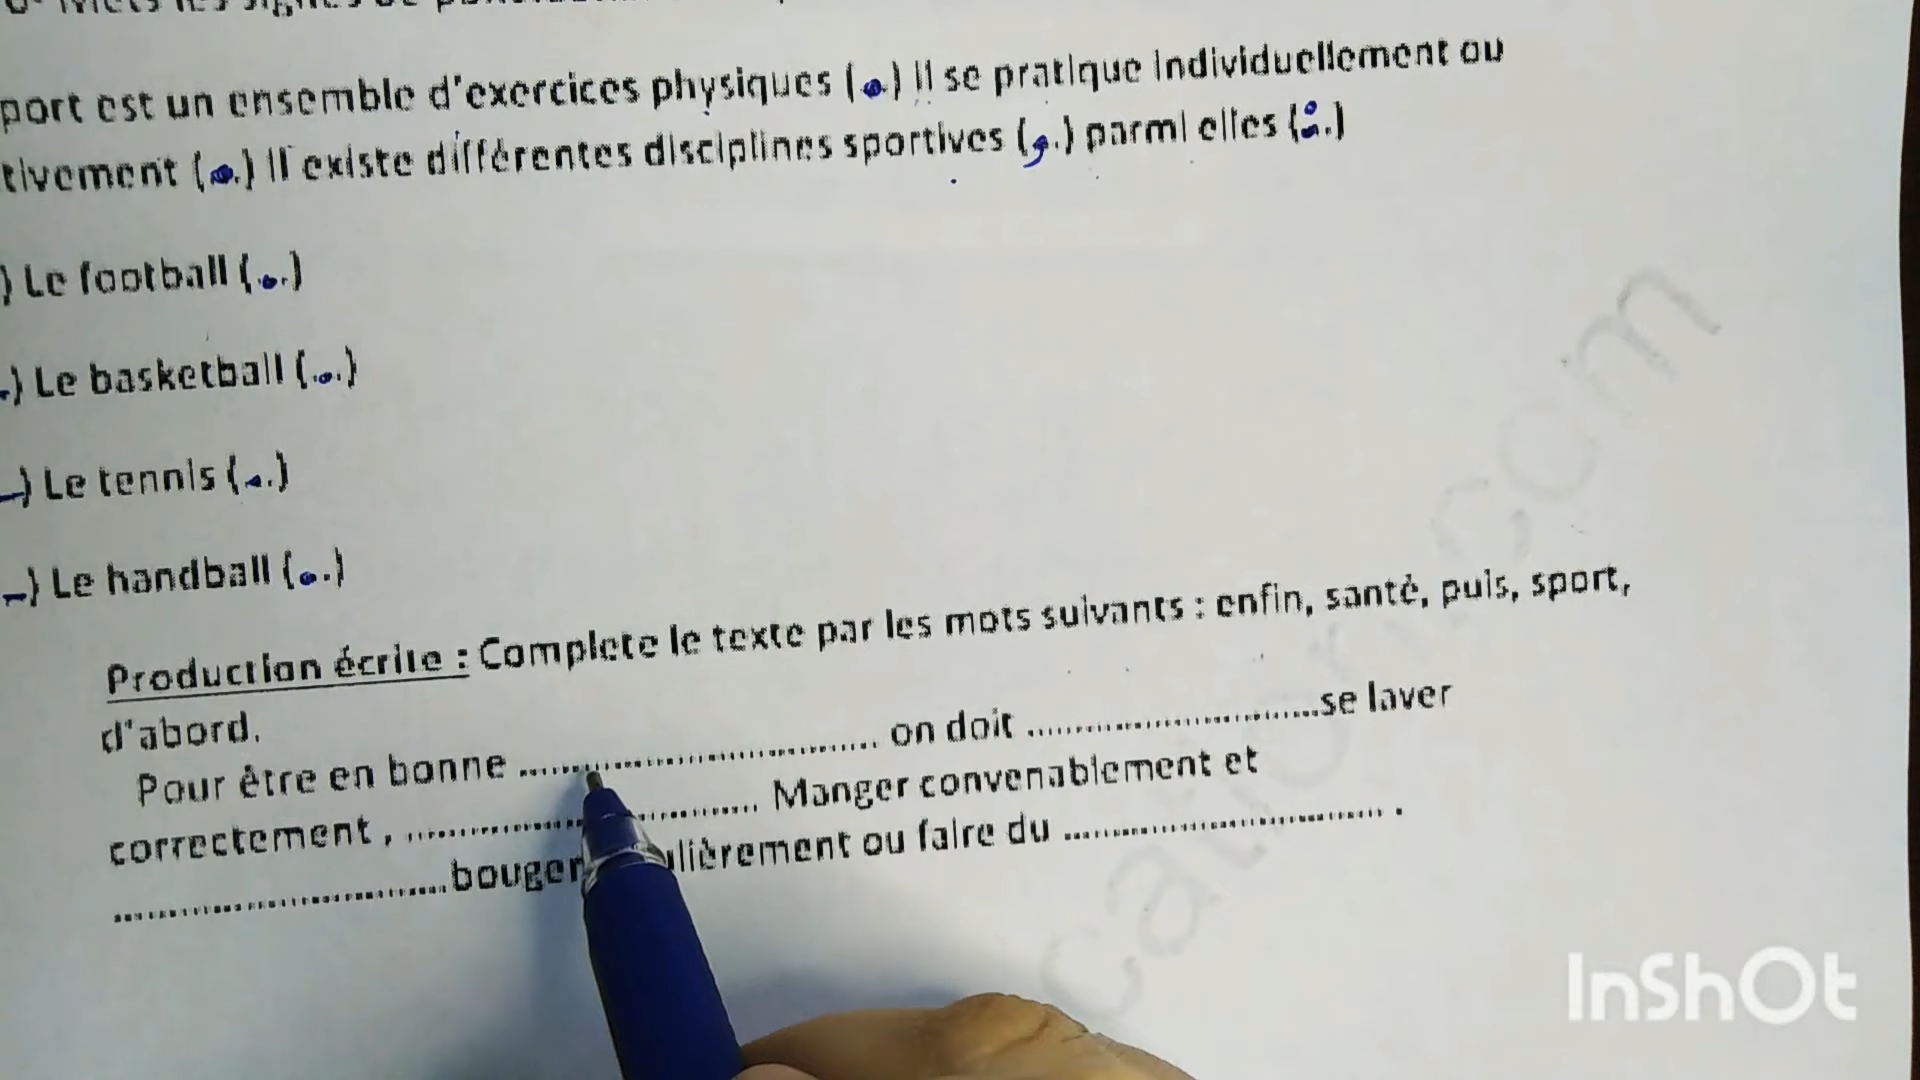 port est un ensemble d'exercices physiques (.) Il se pratique individuellement ou
tivement (.) Il existe différentes disciplines sportives (,.) parmi elles (:.)
) Le football (..)
.) Le basketball (...)
_) Le tennis (..)
_) Le handball (..)
Production écrite : Complete le texte par les mots suivants : enfin, santé, puis, sport,
d'abord.
Pour être en bonne ........................ on doit ........................se laver
correctement , ........................ Manger convenablement et
........................bouger lièrement ou faire du ........................ .
cation.com
InShOt